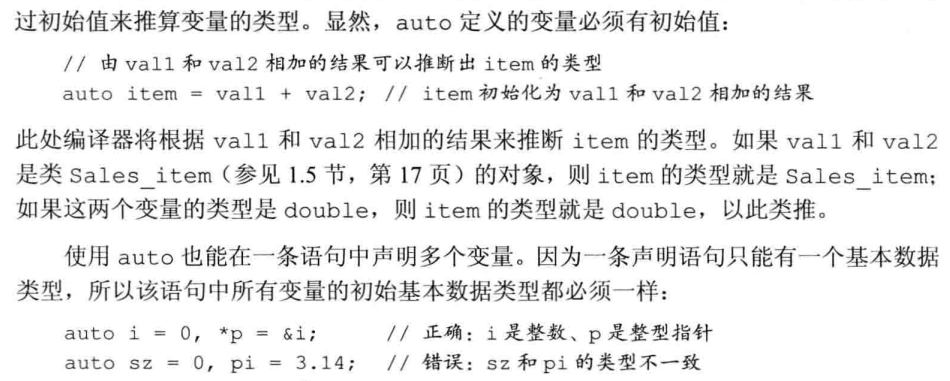 过初始值来推算变量的类型。显然，auto 定义的变量必须有初始值：
// 由 val1 和 val2 相加的结果可以推断出 item 的类型
auto item = val1 + val2; // item 初始化为 val1 和 val2 相加的结果
此处编译器将根据 val1 和 val2 相加的结果来推断 item 的类型。如果 val1 和 val2
是类 Sales_item（参见 1.5 节，第 17 页）的对象，则 item 的类型就是 Sales_item；
如果这两个变量的类型是 double，则 item 的类型就是 double，以此类推。
使用 auto 也能在一条语句中声明多个变量。因为一条声明语句只能有一个基本数据
类型，所以该语句中所有变量的初始基本数据类型都必须一样：
auto i = 0, *p = &i; // 正确：i 是整数、p 是整型指针
auto sz = 0, pi = 3.14; // 错误：sz 和 pi 的类型不一致